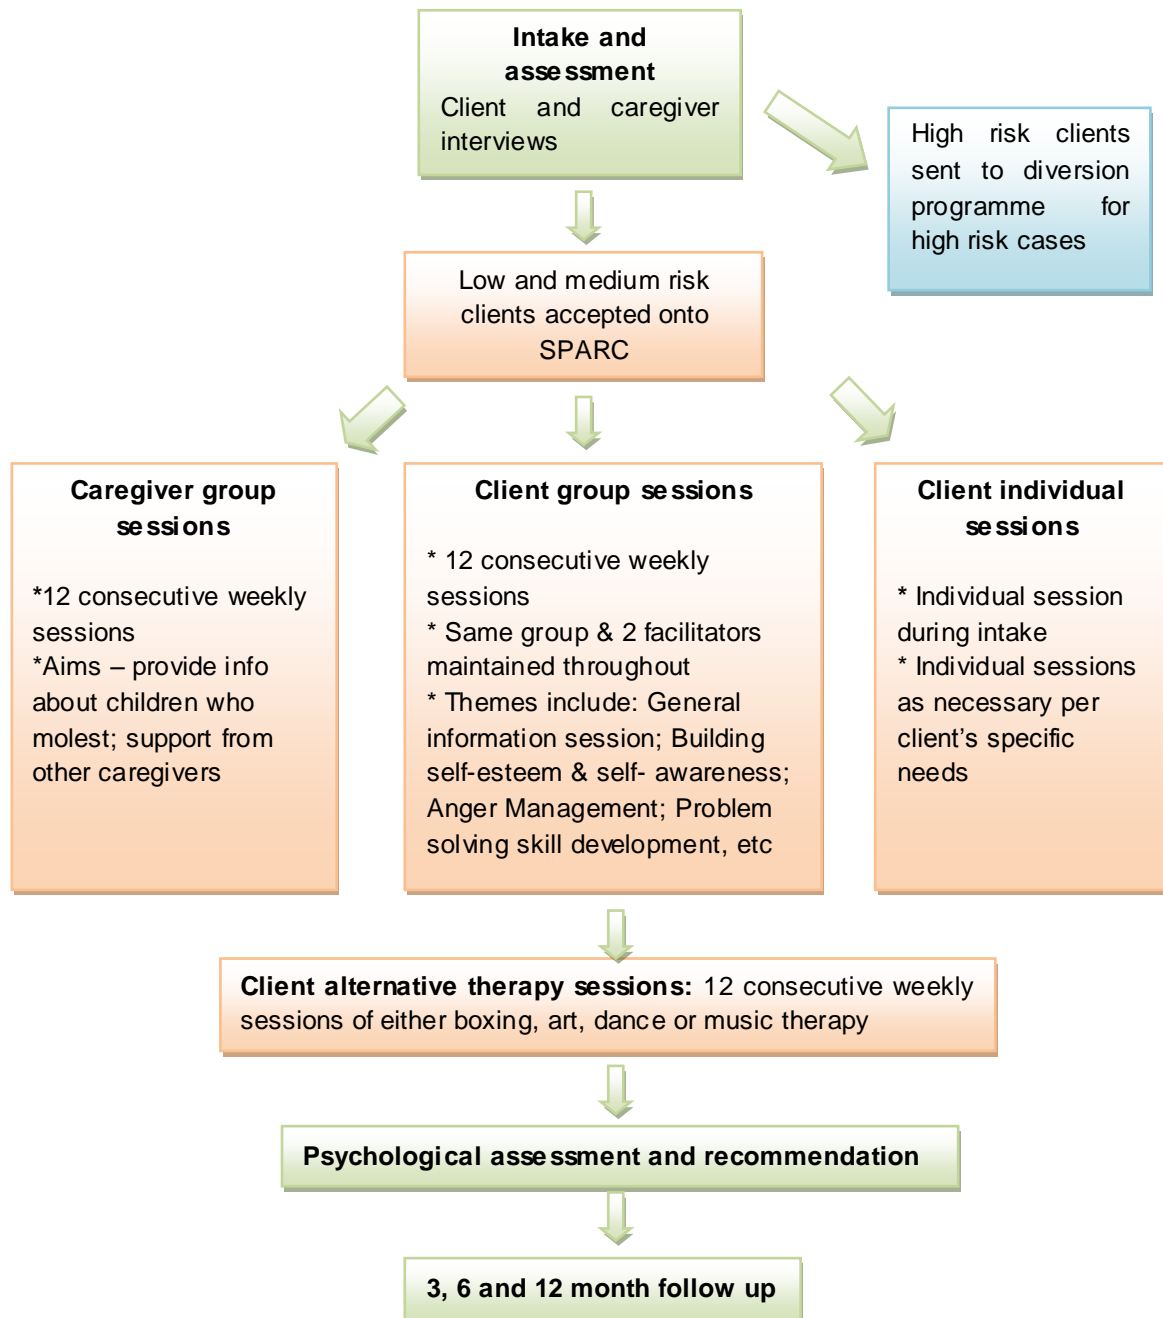 Intake and
assessment
Client and caregiver
interviews
High risk clients
sent to diversion
programme for
high risk cases
Low and medium risk
clients accepted onto
SPARC
Caregiver group
sessions
*12 consecutive weekly
sessions
*Aims – provide info
about children who
molest; support from
other caregivers
Client group sessions
* 12 consecutive weekly
sessions
* Same group & 2 facilitators
maintained throughout
* Themes include: General
information session; Building
self-esteem & self- awareness;
Anger Management; Problem
solving skill development, etc
Client individual
sessions
* Individual session
during intake
* Individual sessions
as necessary per
client's specific
needs
Client alternative therapy sessions: 12 consecutive weekly
sessions of either boxing, art, dance or music therapy
Psychological assessment and recommendation
3, 6 and 12 month follow up